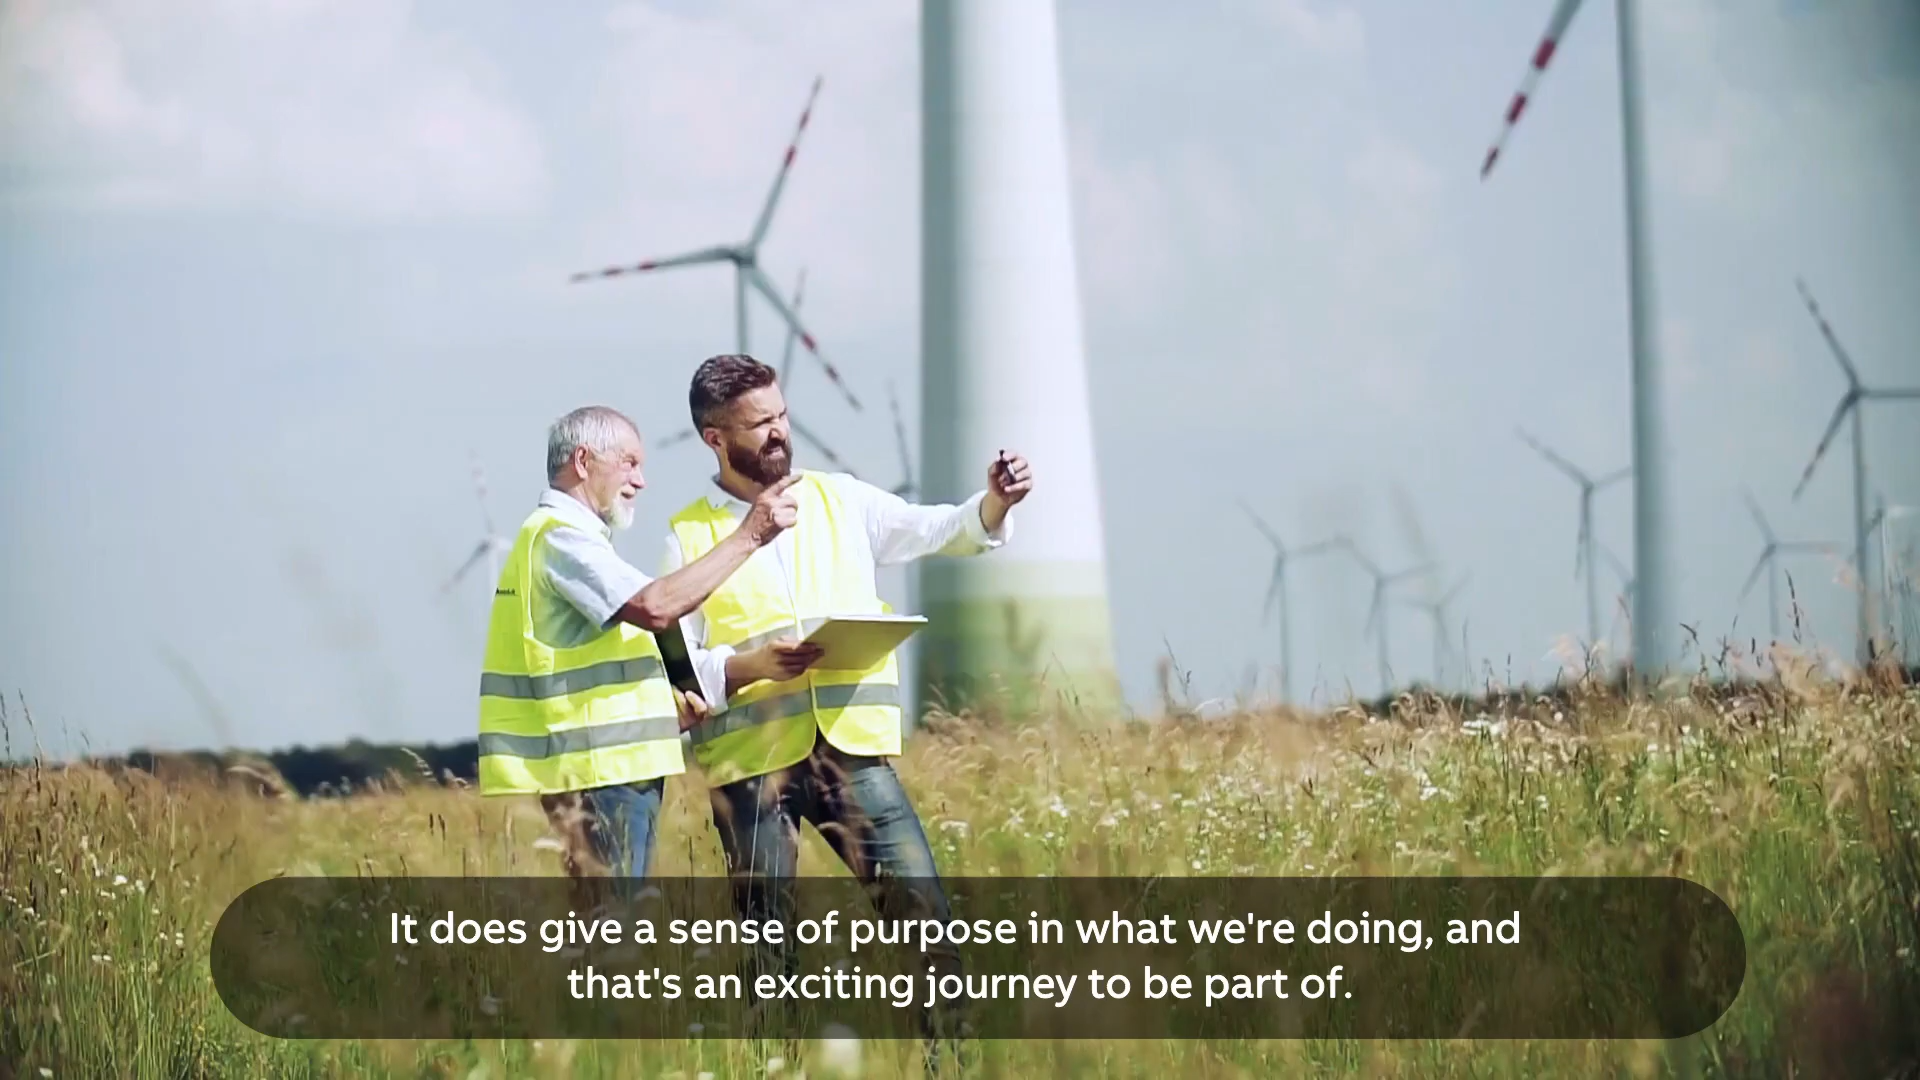 It does give a sense of purpose in what we're doing, and
that's an exciting journey to be part of.